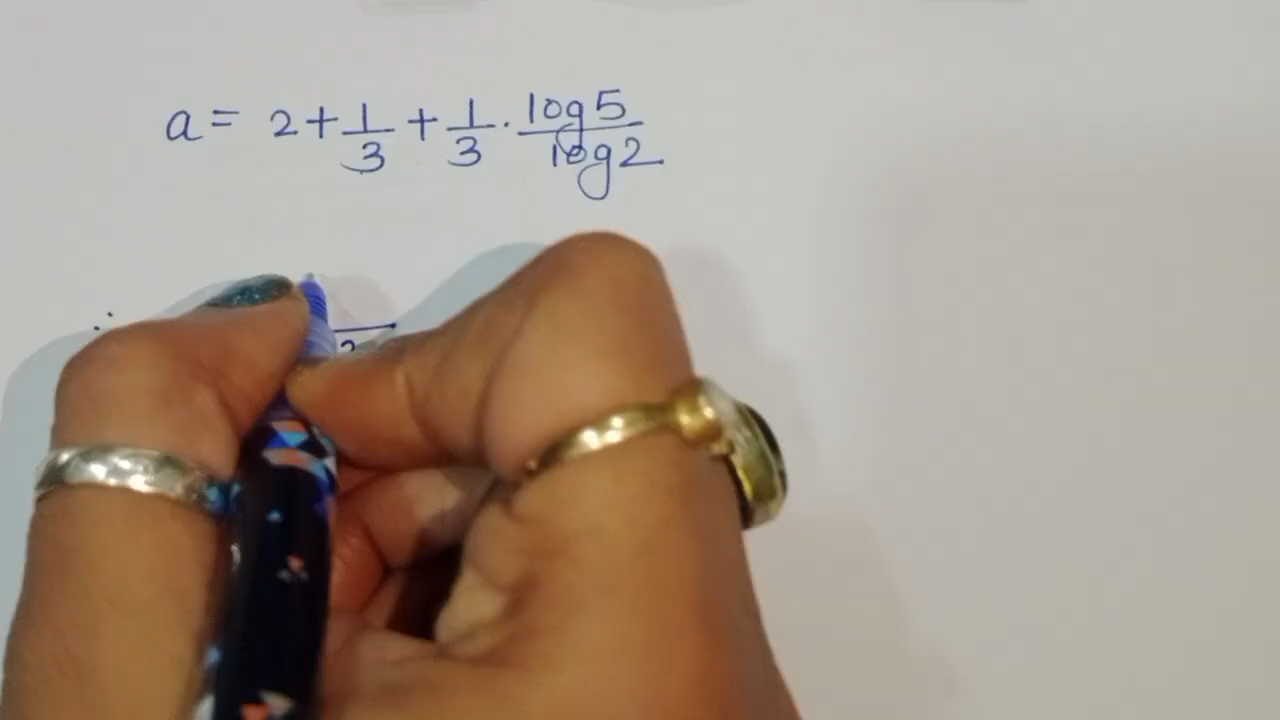 a = 2 + 1/3 + 1/3 · log5/log2
∴